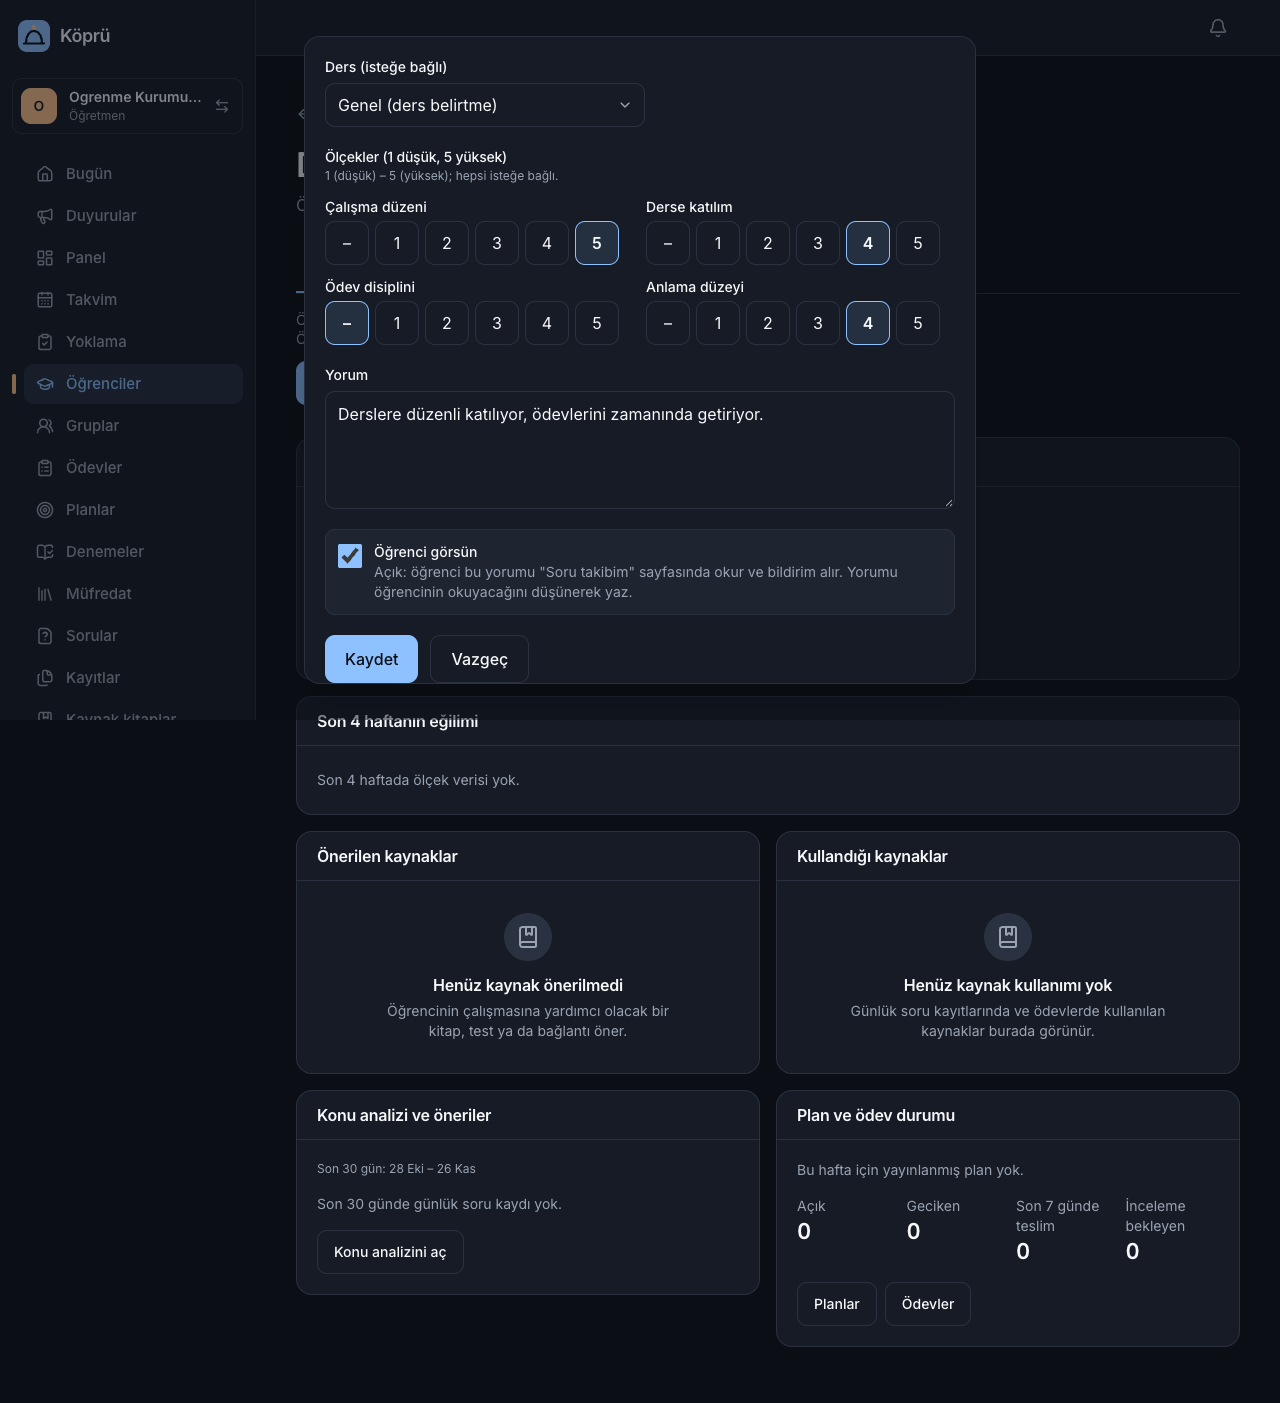 Köprü
O
Ogrenme Kurumu...
Öğretmen
Bugün
Duyurular
Panel
Takvim
Yoklama
Öğrenciler
Gruplar
Ödevler
Planlar
Denemeler
Müfredat
Sorular
Kayıtlar
Kaynak kitaplar
Ders (isteğe bağlı)
Genel (ders belirtme)
Ölçekler (1 düşük, 5 yüksek)
1 (düşük) – 5 (yüksek); hepsi isteğe bağlı.
Çalışma düzeni
– 1 2 3 4 5
Derse katılım
– 1 2 3 4 5
Ödev disiplini
– 1 2 3 4 5
Anlama düzeyi
– 1 2 3 4 5
Yorum
Derslere düzenli katılıyor, ödevlerini zamanında getiriyor.
Öğrenci görsün
Açık: öğrenci bu yorumu "Soru takibim" sayfasında okur ve bildirim alır. Yorumu
öğrencinin okuyacağını düşünerek yaz.
Kaydet
Vazgeç
Son 4 haftanın eğilimi
Son 4 haftada ölçek verisi yok.
Önerilen kaynaklar
Henüz kaynak önerilmedi
Öğrencinin çalışmasına yardımcı olacak bir
kitap, test ya da bağlantı öner.
Kullandığı kaynaklar
Henüz kaynak kullanımı yok
Günlük soru kayıtlarında ve ödevlerde kullanılan
kaynaklar burada görünür.
Konu analizi ve öneriler
Son 30 gün: 28 Eki – 26 Kas
Son 30 günde günlük soru kaydı yok.
Konu analizini aç
Plan ve ödev durumu
Bu hafta için yayınlanmış plan yok.
Açık
0
Geciken
0
Son 7 günde
teslim
0
İnceleme
bekleyen
0
Planlar
Ödevler